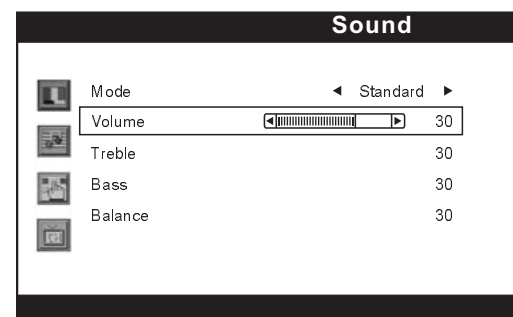 Sound
Mode ◄ Standard ►
Volume 30
Treble 30
Bass 30
Balance 30